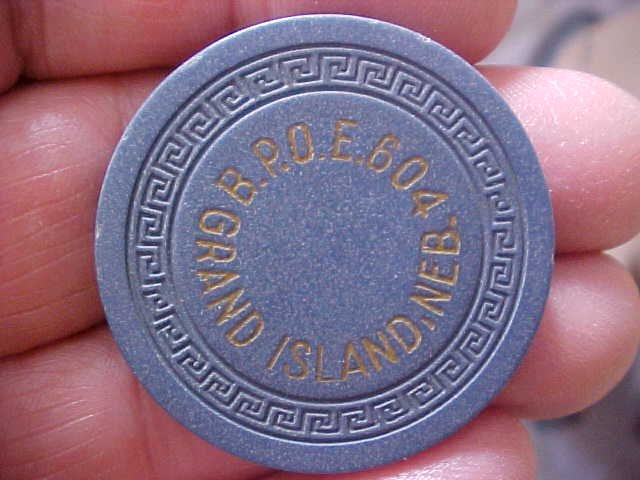 B.P.O.E. 604
GRAND ISLAND, NEB.